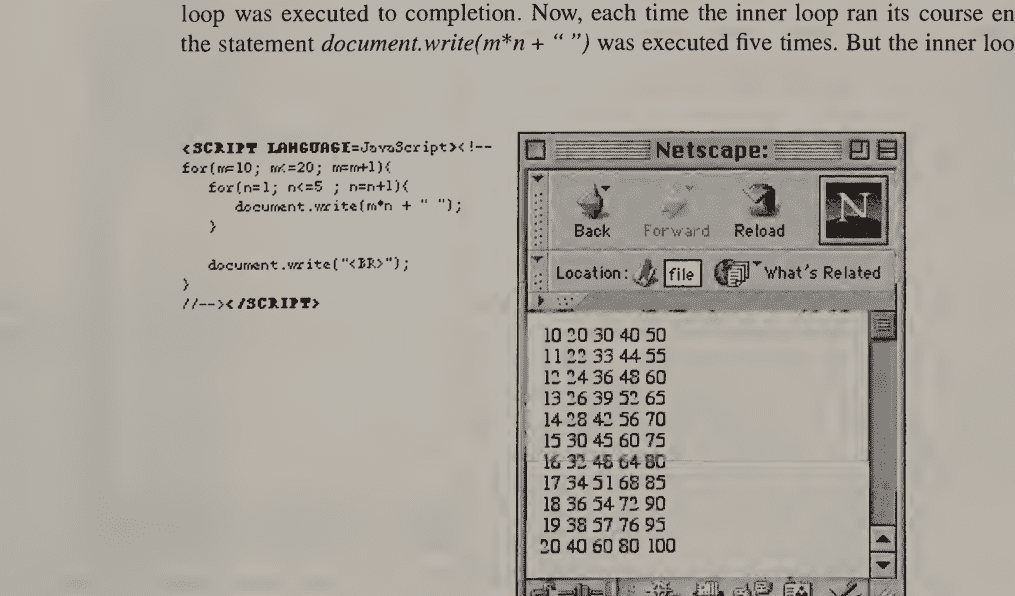 loop was executed to completion. Now, each time the inner loop ran its course en
the statement document.write(m*n + “ ”) was executed five times. But the inner loo
<SCRIPT LANGUAGE=JavaScript><!--
for(m=10; m<=20; m=m+1){
for(n=1; n<=5 ; n=n+1){
document.write(m*n + " ");
}
document.write("<BR>");
}
//--></SCRIPT>
Netscape:
N
Back Forward Reload
Location: file What's Related
10 20 30 40 50
11 22 33 44 55
12 24 36 48 60
13 26 39 52 65
14 28 42 56 70
15 30 45 60 75
16 32 48 64 80
17 34 51 68 85
18 36 54 72 90
19 38 57 76 95
20 40 60 80 100